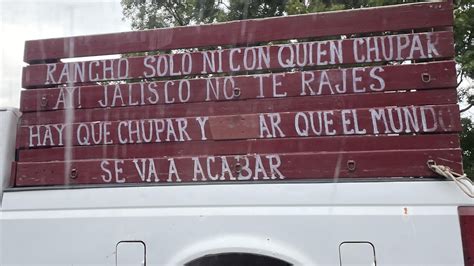 RANCHO SOLO NI CON QUIEN CHUPAR
AY JALISCO NO TE RAJES
HAY QUE CHUPAR Y AR QUE EL MUNDO
SE VA A ACABAR